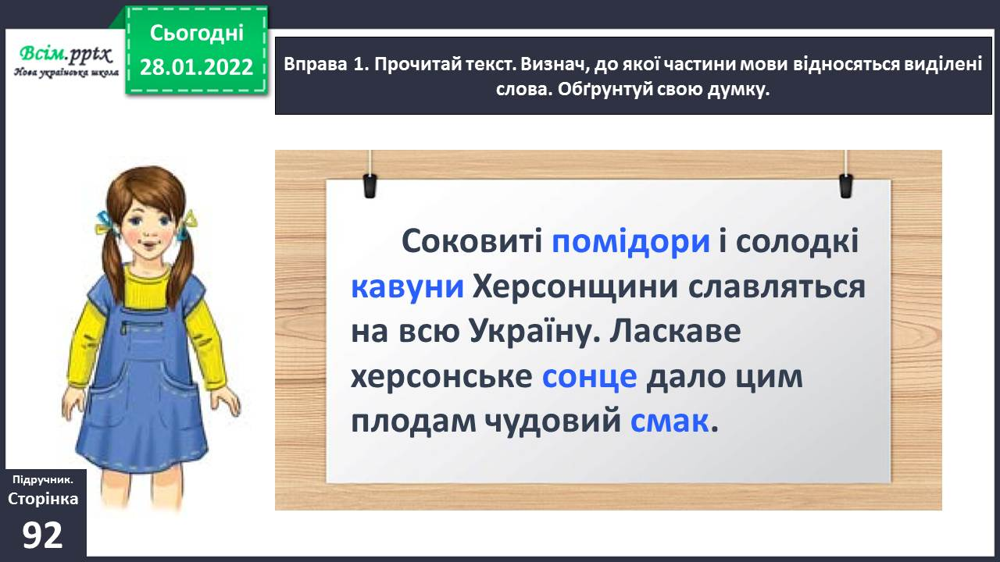 Всім.pptx
Нова українська школа
Сьогодні
28.01.2022
Вправа 1. Прочитай текст. Визнач, до якої частини мови відносяться виділені
слова. Обґрунтуй свою думку.
Соковиті помідори і солодкі
кавуни Херсонщини славляться
на всю Україну. Ласкаве
херсонське сонце дало цим
плодам чудовий смак.
Підручник.
Сторінка
92